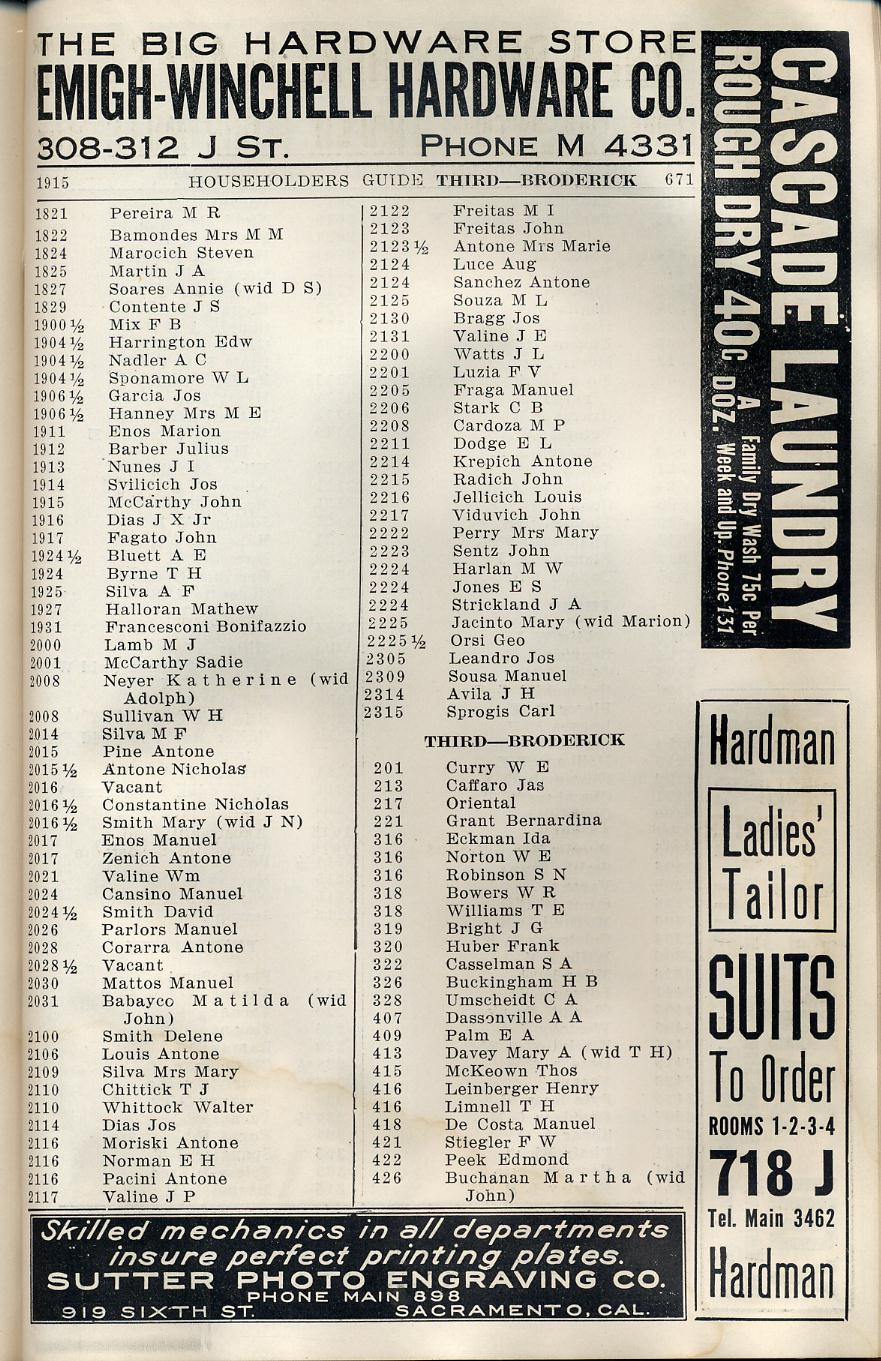 THE BIG HARDWARE STORE
EMIGH-WINCHELL HARDWARE CO.
308-312 J ST. PHONE M 4331
1915 HOUSEHOLDERS GUIDE THIRD—BRODERICK 671
1821 Pereira M R
1822 Bamondes Mrs M M
1824 Marocich Steven
1825 Martin J A
1827 Soares Annie (wid D S)
1829 Contente J S
1900½ Mix F B
1904½ Harrington Edw
1904½ Nadler A C
1904½ Sponamore W L
1906½ Garcia Jos
1906½ Hanney Mrs M E
1911 Enos Marion
1912 Barber Julius
1913 Nunes J I
1914 Svilicich Jos
1915 McCarthy John
1916 Dias J X Jr
1917 Fagato John
1924½ Bluett A E
1924 Byrne T H
1925 Silva A F
1927 Halloran Mathew
1931 Francesconi Bonifazzio
2000 Lamb M J
2001 McCarthy Sadie
2008 Neyer Katherine (wid
Adolph)
2008 Sullivan W H
2014 Silva M F
2015 Pine Antone
2015½ Antone Nicholas
2016 Vacant
2016½ Constantine Nicholas
2016½ Smith Mary (wid J N)
2017 Enos Manuel
2017 Zenich Antone
2021 Valine Wm
2024 Cansino Manuel
2024½ Smith David
2026 Parlors Manuel
2028 Corarra Antone
2028½ Vacant
2030 Mattos Manuel
2031 Babayco Matilda (wid
John)
2100 Smith Delene
2106 Louis Antone
2109 Silva Mrs Mary
2110 Chittick T J
2110 Whittock Walter
2114 Dias Jos
2116 Moriski Antone
2116 Norman E H
2116 Pacini Antone
2117 Valine J P
2122 Freitas M I
2123 Freitas John
2123½ Antone Mrs Marie
2124 Luce Aug
2124 Sanchez Antone
2125 Souza M L
2130 Bragg Jos
2131 Valine J E
2200 Watts J L
2201 Luzia F V
2205 Fraga Manuel
2206 Stark C B
2208 Cardoza M P
2211 Dodge E L
2214 Krepich Antone
2215 Radich John
2216 Jellicich Louis
2217 Viduvich John
2222 Perry Mrs Mary
2223 Sentz John
2224 Harlan M W
2224 Jones E S
2224 Strickland J A
2225 Jacinto Mary (wid Marion)
2225½ Orsi Geo
2305 Leandro Jos
2309 Sousa Manuel
2314 Avila J H
2315 Sprogis Carl
THIRD—BRODERICK
201 Curry W E
213 Caffaro Jas
217 Oriental
221 Grant Bernardina
316 Eckman Ida
316 Norton W E
316 Robinson S N
318 Bowers W R
318 Williams T E
319 Bright J G
320 Huber Frank
322 Casselman S A
326 Buckingham H B
328 Umscheidt C A
407 Dassonville A A
409 Palm E A
413 Davey Mary A (wid T H)
415 McKeown Thos
416 Leinberger Henry
416 Limnell T H
418 De Costa Manuel
421 Stiegler F W
422 Peek Edmond
426 Buchanan Martha (wid
John)
CASCADE LAUNDRY
ROUGH DRY 40c A DOZ.
Family Dry Wash 75c Per
Week and Up. Phone 131
Hardman
Ladies'
Tailor
SUITS
To Order
ROOMS 1-2-3-4
718 J
Tel. Main 3462
Hardman
Skilled mechanics in all departments
insure perfect printing plates.
SUTTER PHOTO ENGRAVING CO.
PHONE MAIN 898
919 SIXTH ST. SACRAMENTO, CAL.